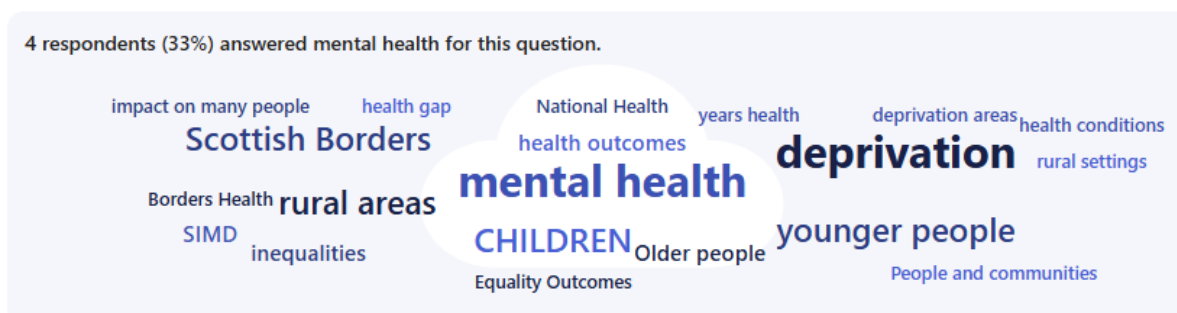 4 respondents (33%) answered mental health for this question.
impact on many people
health gap
National Health
years health
deprivation areas
health conditions
Scottish Borders
health outcomes
deprivation
rural settings
mental health
Borders Health
rural areas
SIMD
inequalities
CHILDREN
Older people
younger people
Equality Outcomes
People and communities